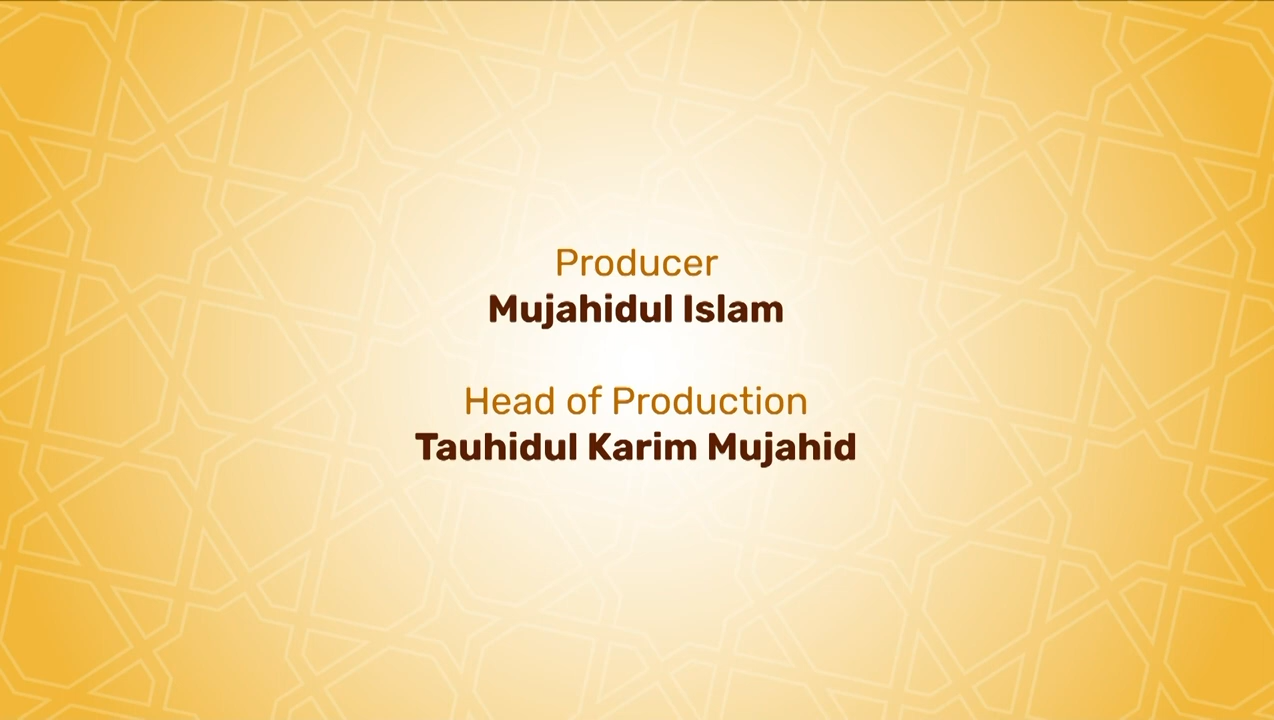 Producer
Mujahidul Islam
Head of Production
Tauhidul Karim Mujahid